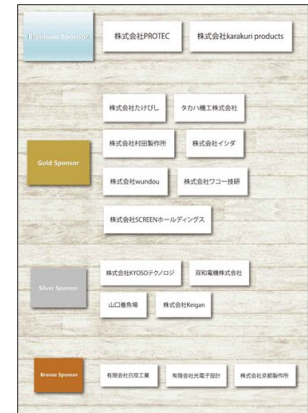 Platinum Sponsor
株式会社PROTEC
株式会社karakuri products
株式会社たけびし
タカハ機工株式会社
Gold Sponsor
株式会社村田製作所
株式会社イシダ
株式会社wundou
株式会社ワコー技研
株式会社SCREENホールディングス
Silver Sponsor
株式会社KYOSOテクノロジ
双和電機株式会社
山口養魚場
株式会社Keigan
Bronze Sponsor
有限会社日双工業
有限会社光電子設計
株式会社京都製作所